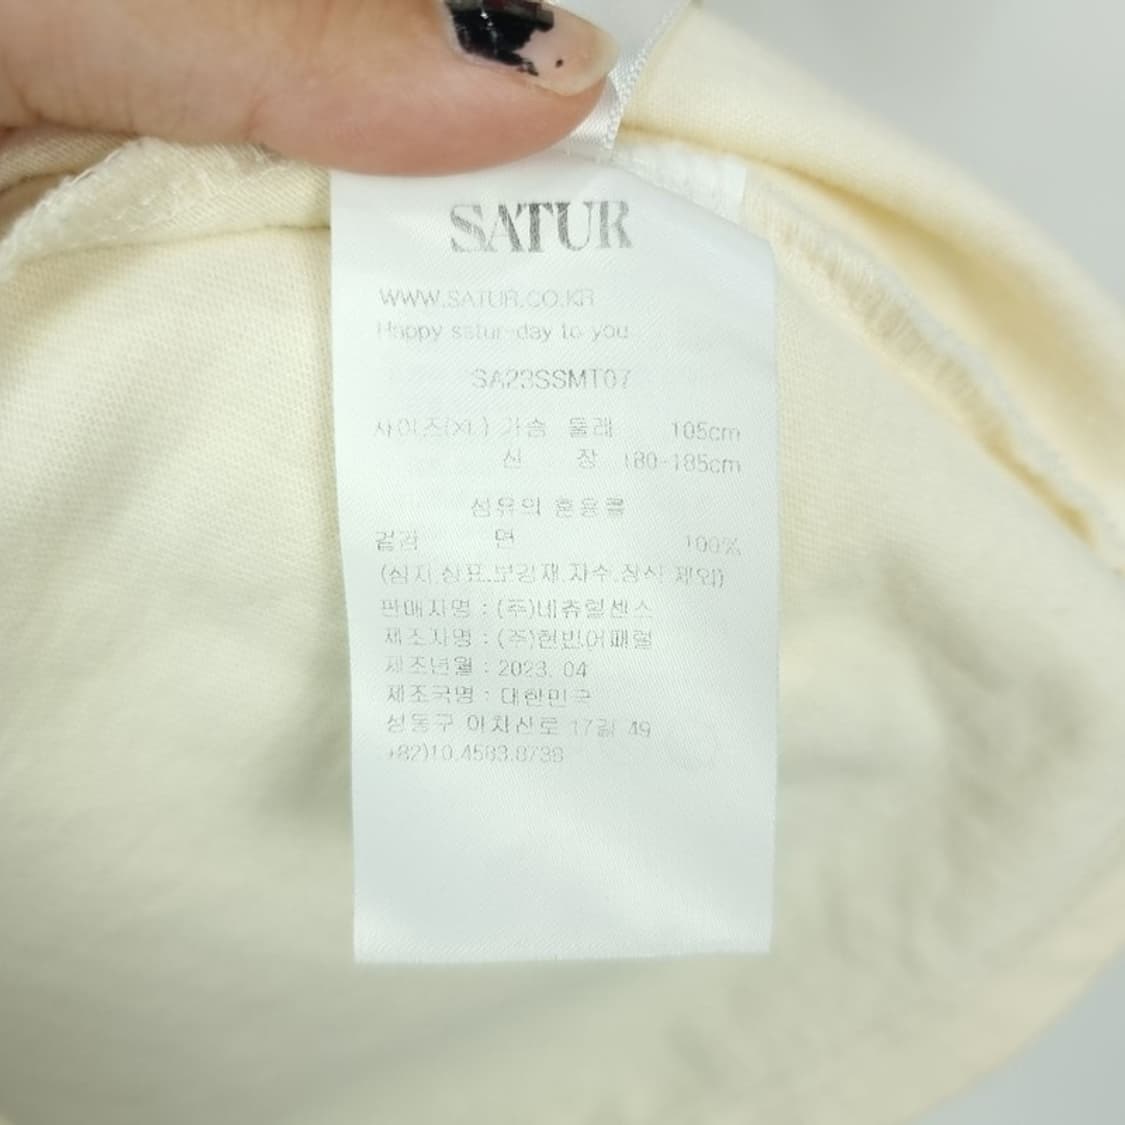 SATUR
WWW.SATUR.CO.KR
Happy satur-day to you
SA23SSMT07
사이즈(XL) 가슴 둘레 105cm
신 장 180-185cm
섬유의 혼용률
겉감 면 100%
(심지.상표.보강재.자수.장식 제외)
판매자명 : (주)네츄럴센스
제조자명 : (주)현빈어패럴
제조년월 : 2023. 04
제조국명 : 대한민국
성동구 아차산로 17길 49
+82)10.4583.8738